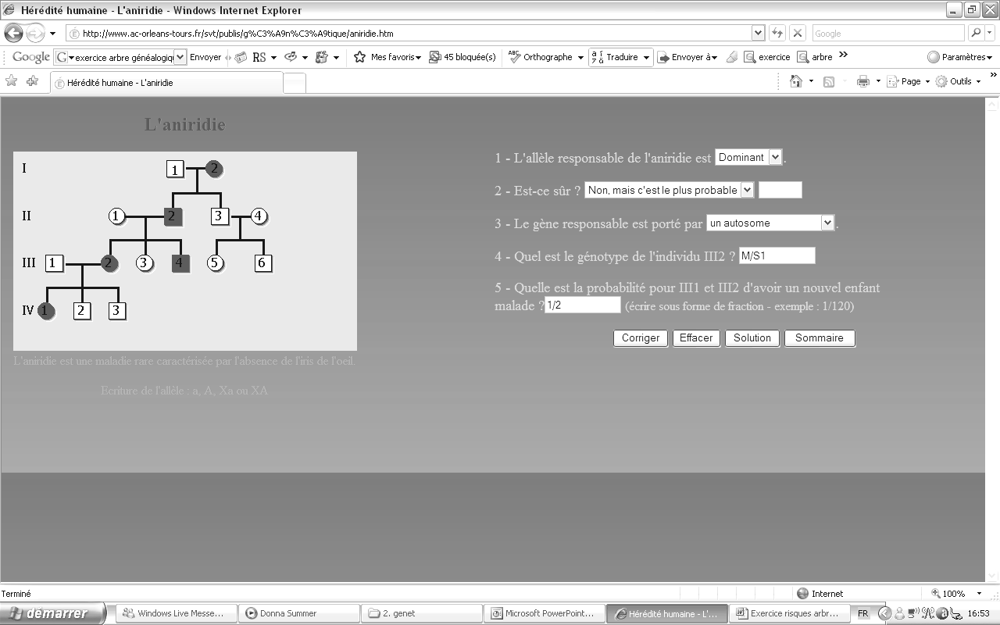 Hérédité humaine - L'aniridie - Windows Internet Explorer
http://www.ac-orleans-tours.fr/svt/publis/g%C3%A9n%C3%A9tique/aniridie.htm
Google
Google
G
exercice arbre généalogiqu
Envoyer
RS
Mes favoris
45 bloquée(s)
Orthographe
Traduire
Envoyer à
exercice
arbre
Paramètres
Hérédité humaine - L'aniridie
Page
Outils
L'aniridie
I 1 2
II 1 2 3 4
III 1 2 3 4 5 6
IV 1 2 3
L'aniridie est une maladie rare caractérisée par l'absence de l'iris de l'oeil.
Ecriture de l'allèle : a, A, Xa ou XA
1 - L'allèle responsable de l'aniridie est Dominant .
2 - Est-ce sûr ? Non, mais c'est le plus probable
3 - Le gène responsable est porté par un autosome .
4 - Quel est le génotype de l'individu III2 ? M/S1
5 - Quelle est la probabilité pour III1 et III2 d'avoir un nouvel enfant
malade ? 1/2 (écrire sous forme de fraction - exemple : 1/120)
Corriger Effacer Solution Sommaire
Terminé
Internet
100%
démarrer
Windows Live Messe...
Donna Summer
2. genet
Microsoft PowerPoint...
Hérédité humaine - L'...
Exercice risques arbr...
FR
16:53